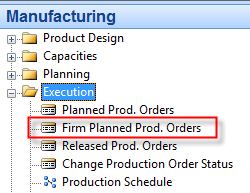 Manufacturing
Product Design
Capacities
Planning
Execution
Planned Prod. Orders
Firm Planned Prod. Orders
Released Prod. Orders
Change Production Order Status
Production Schedule